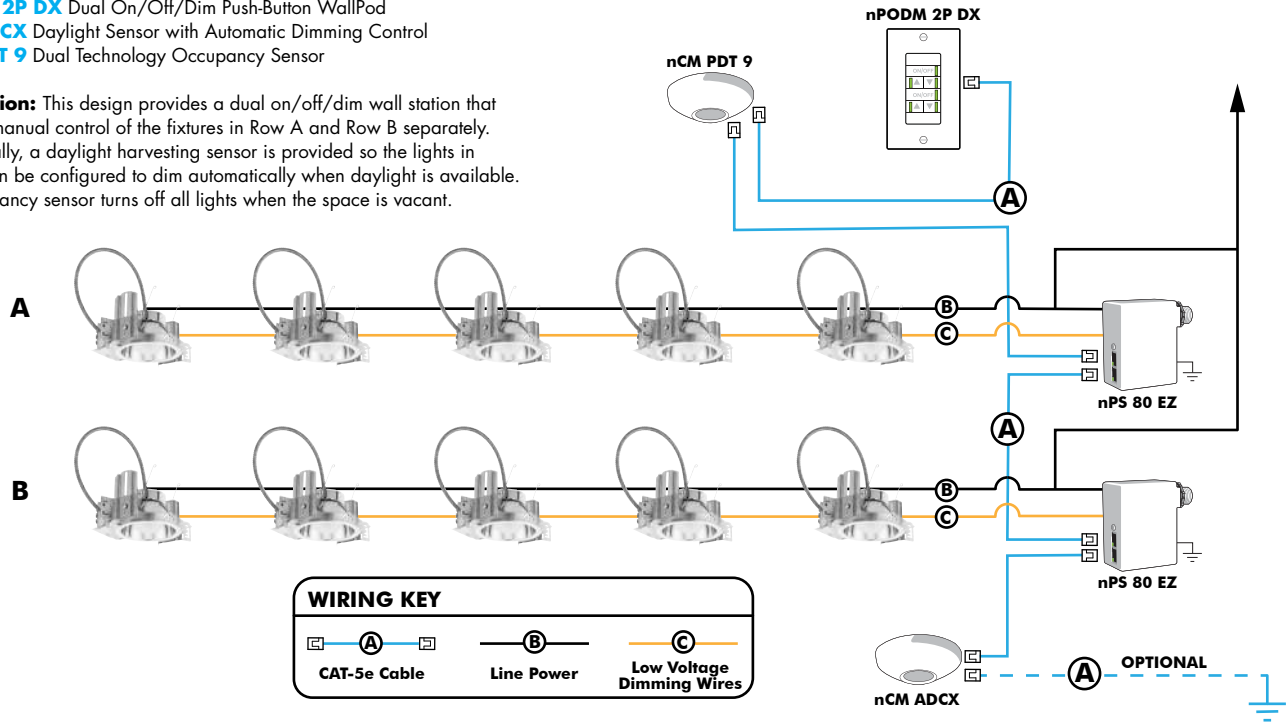 2P DX Dual On/Off/Dim Push-Button WallPod
CX Daylight Sensor with Automatic Dimming Control
T 9 Dual Technology Occupancy Sensor
ion: This design provides a dual on/off/dim wall station that
manual control of the fixtures in Row A and Row B separately.
lly, a daylight harvesting sensor is provided so the lights in
n be configured to dim automatically when daylight is available.
ancy sensor turns off all lights when the space is vacant.
nPODM 2P DX
nCM PDT 9
ON/OFF
ON/OFF
A
A
B
C
nPS 80 EZ
A
B
B
C
nPS 80 EZ
WIRING KEY
A
CAT-5e Cable
B
Line Power
C
Low Voltage
Dimming Wires
nCM ADCX
A
OPTIONAL